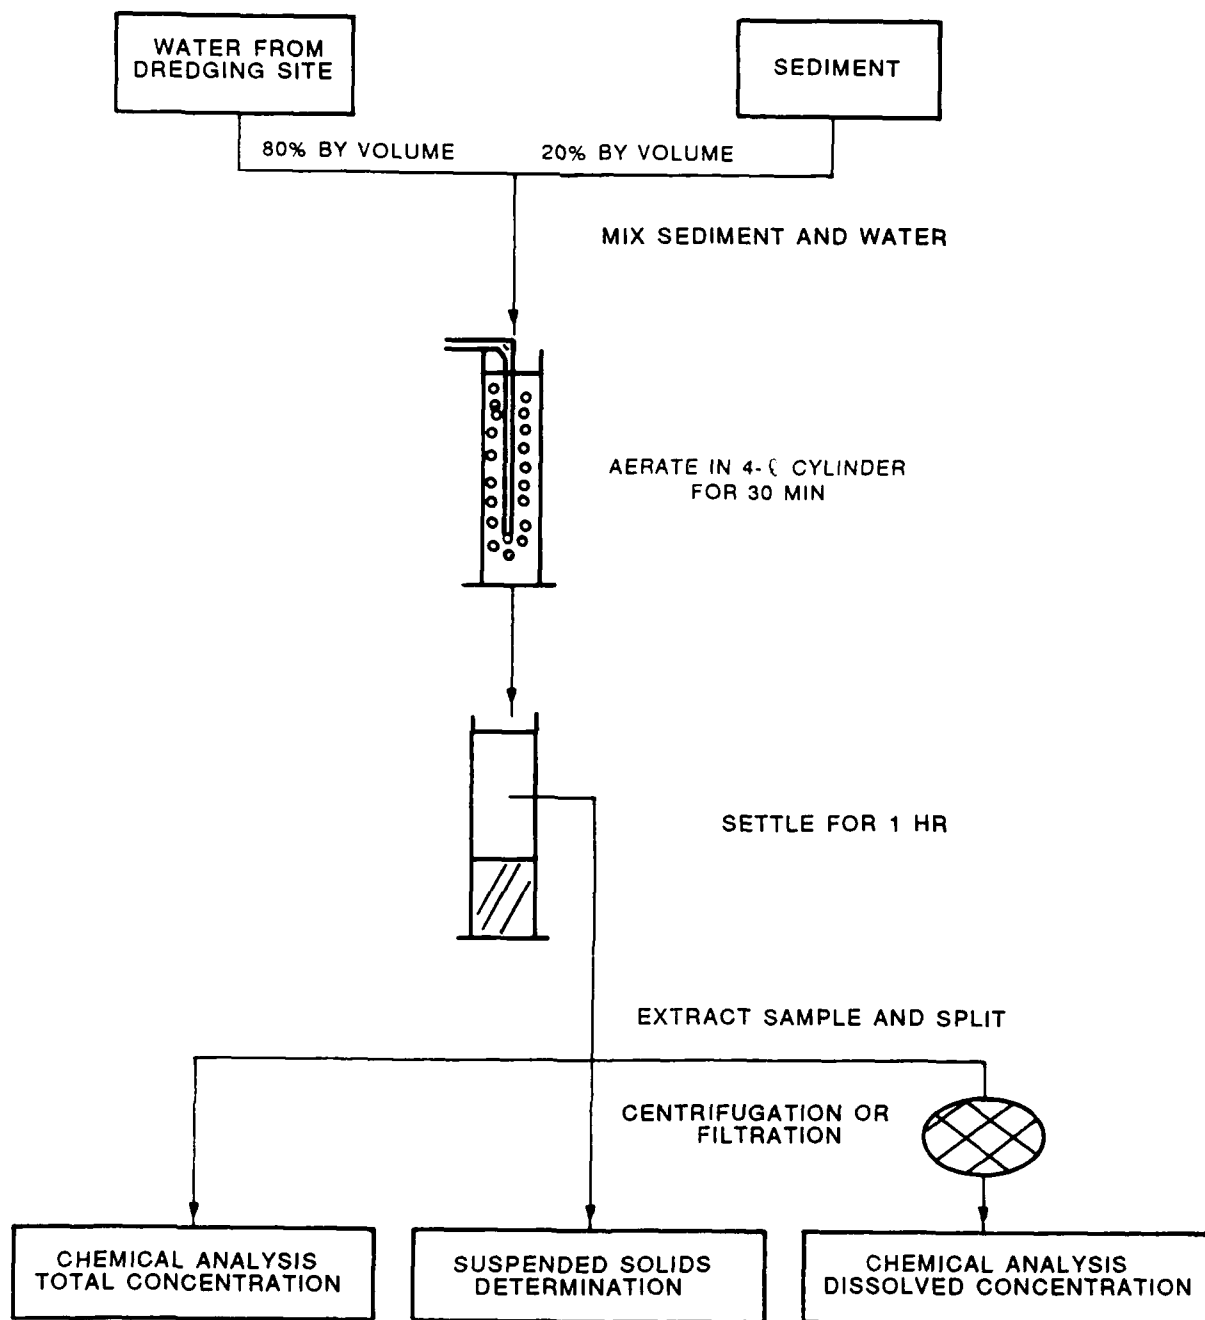 WATER FROM
DREDGING SITE
SEDIMENT
80% BY VOLUME
20% BY VOLUME
MIX SEDIMENT AND WATER
AERATE IN 4-ℓ CYLINDER
FOR 30 MIN
SETTLE FOR 1 HR
EXTRACT SAMPLE AND SPLIT
CENTRIFUGATION OR
FILTRATION
CHEMICAL ANALYSIS
TOTAL CONCENTRATION
SUSPENDED SOLIDS
DETERMINATION
CHEMICAL ANALYSIS
DISSOLVED CONCENTRATION